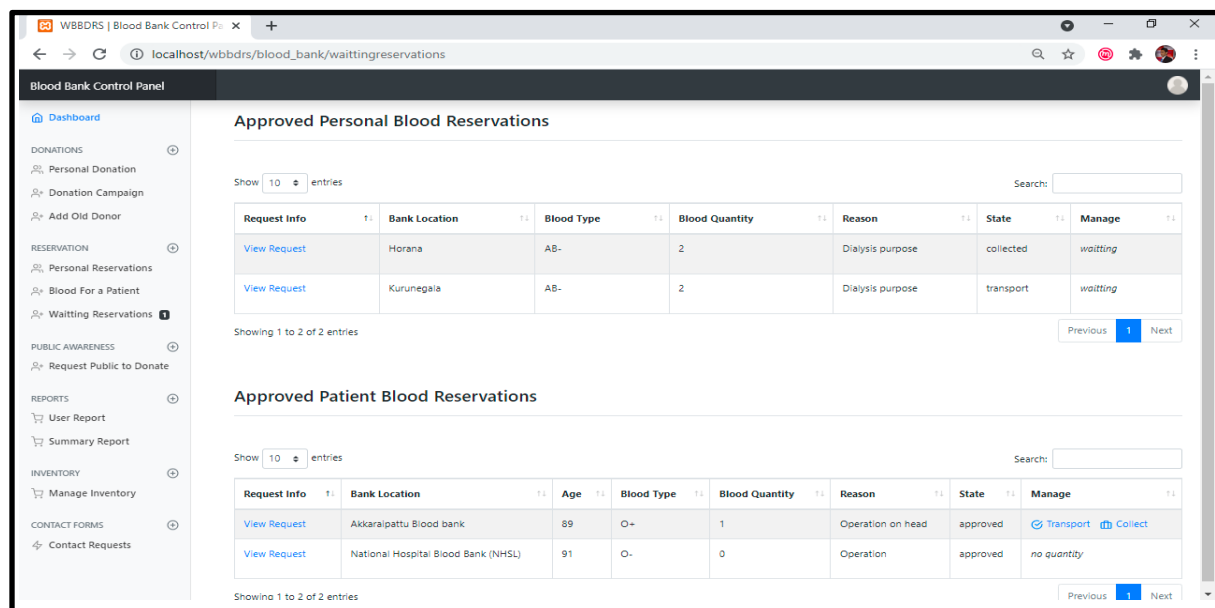 WBBDRS | Blood Bank Control Pa
localhost/wbbdrs/blood_bank/waittingreservations
Blood Bank Control Panel
Dashboard
DONATIONS
Personal Donation
Donation Campaign
Add Old Donor
RESERVATION
Personal Reservations
Blood For a Patient
Waitting Reservations 1
PUBLIC AWARENESS
Request Public to Donate
REPORTS
User Report
Summary Report
INVENTORY
Manage Inventory
CONTACT FORMS
Contact Requests
Approved Personal Blood Reservations
Show 10 entries Search:
Request Info Bank Location Blood Type Blood Quantity Reason State Manage
View Request Horana AB- 2 Dialysis purpose collected waitting
View Request Kurunegala AB- 2 Dialysis purpose transport waitting
Showing 1 to 2 of 2 entries Previous 1 Next
Approved Patient Blood Reservations
Show 10 entries Search:
Request Info Bank Location Age Blood Type Blood Quantity Reason State Manage
View Request Akkaraipattu Blood bank 89 O+ 1 Operation on head approved Transport Collect
View Request National Hospital Blood Bank (NHSL) 91 O- 0 Operation approved no quantity
Showing 1 to 2 of 2 entries Previous 1 Next